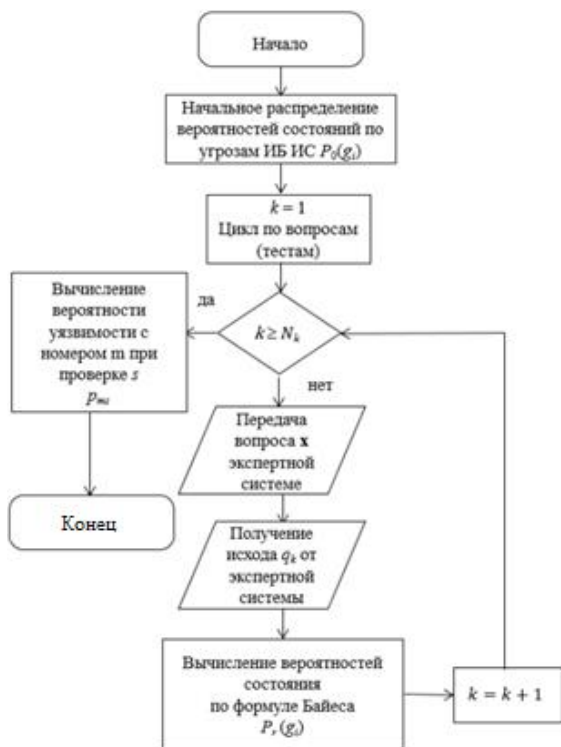 Начало
Начальное распределение
вероятностей состояний по
угрозам ИБ ИС P₀(gᵢ)
k = 1
Цикл по вопросам
(тестам)
Вычисление
вероятности
уязвимости с
номером m при
проверке s
pₘₛ
да
k ≥ Nₖ
нет
Передача
вопроса x
экспертной
системе
Конец
Получение
исхода qₖ от
экспертной
системы
Вычисление вероятностей
состояния
по формуле Байеса
Pᵣ(gᵢ)
k = k + 1